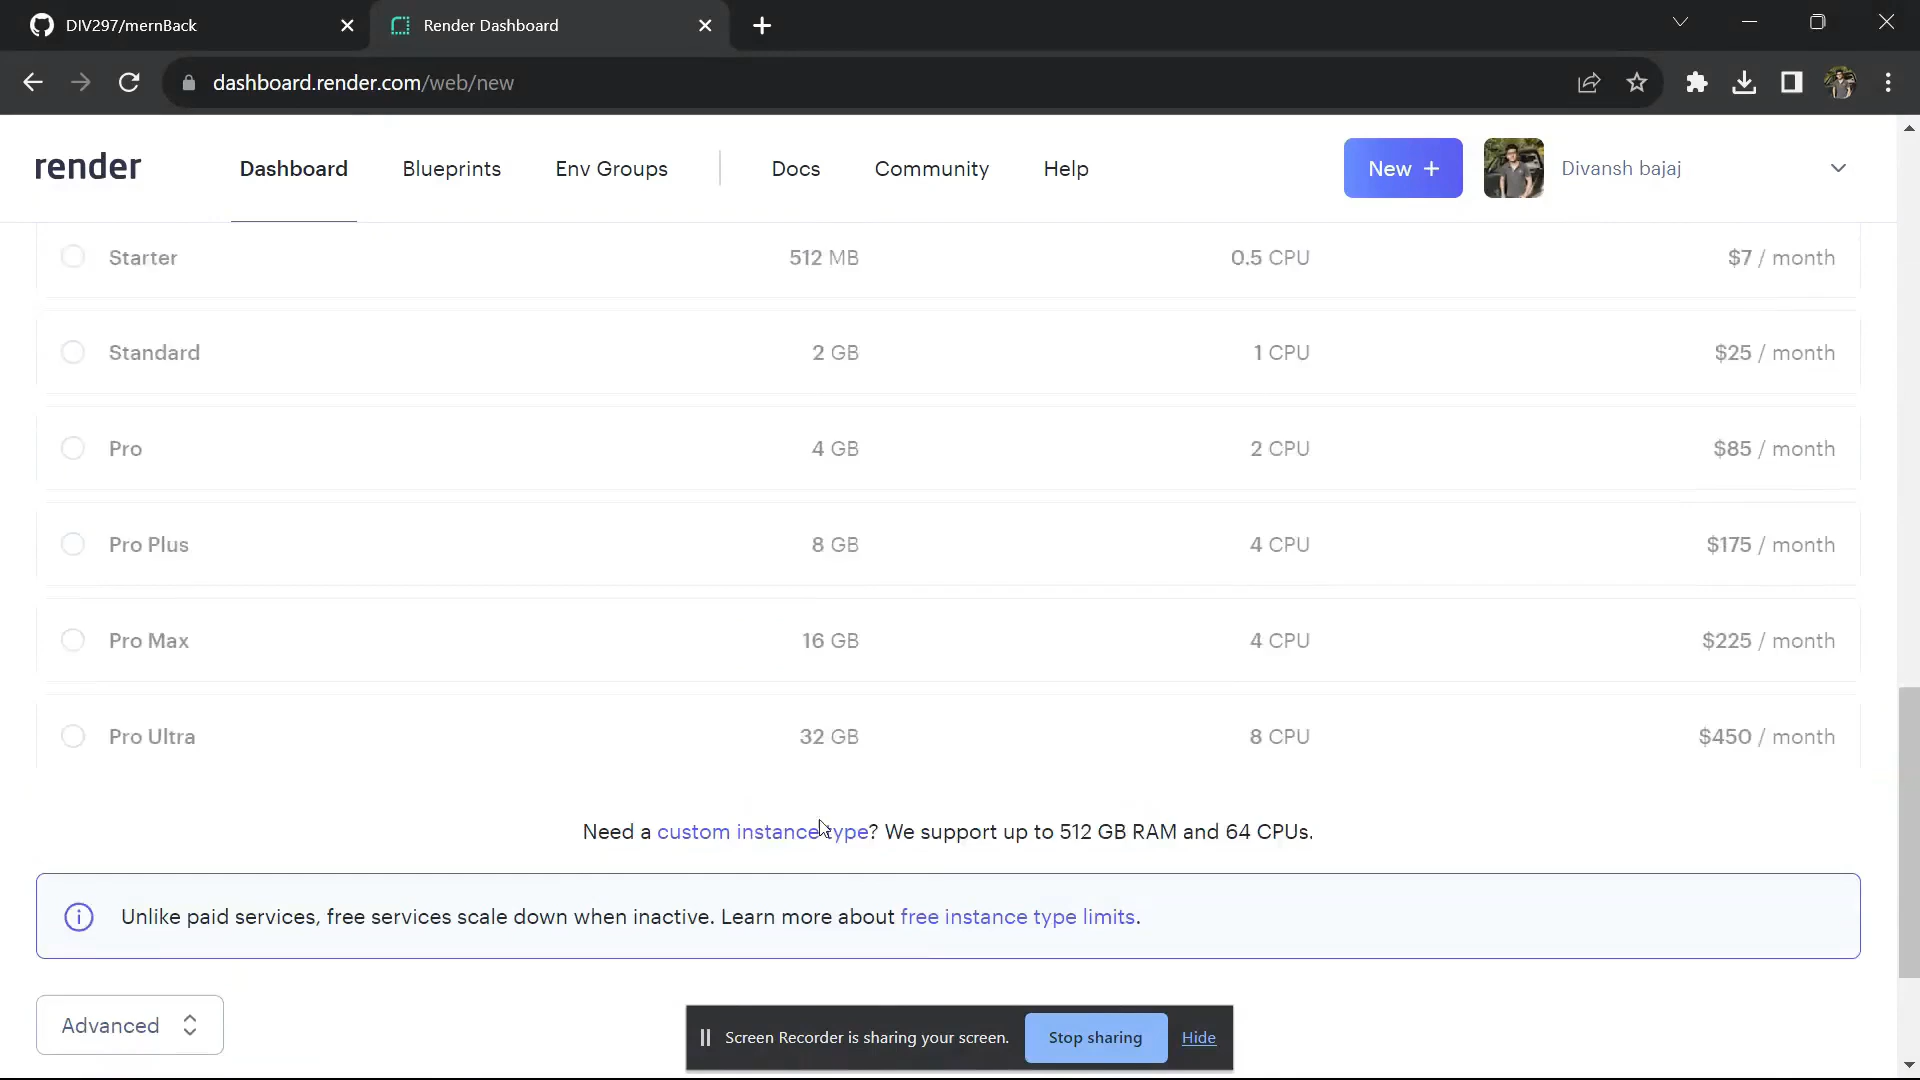 DIV297/mernBack
Render Dashboard
dashboard.render.com/web/new
render
Dashboard
Blueprints
Env Groups
Docs
Community
Help
New +
Divansh bajaj
Starter 512 MB 0.5 CPU $7 / month
Standard 2 GB 1 CPU $25 / month
Pro 4 GB 2 CPU $85 / month
Pro Plus 8 GB 4 CPU $175 / month
Pro Max 16 GB 4 CPU $225 / month
Pro Ultra 32 GB 8 CPU $450 / month
Need a custom instance type? We support up to 512 GB RAM and 64 CPUs.
Unlike paid services, free services scale down when inactive. Learn more about free instance type limits.
Advanced
Screen Recorder is sharing your screen.
Stop sharing
Hide